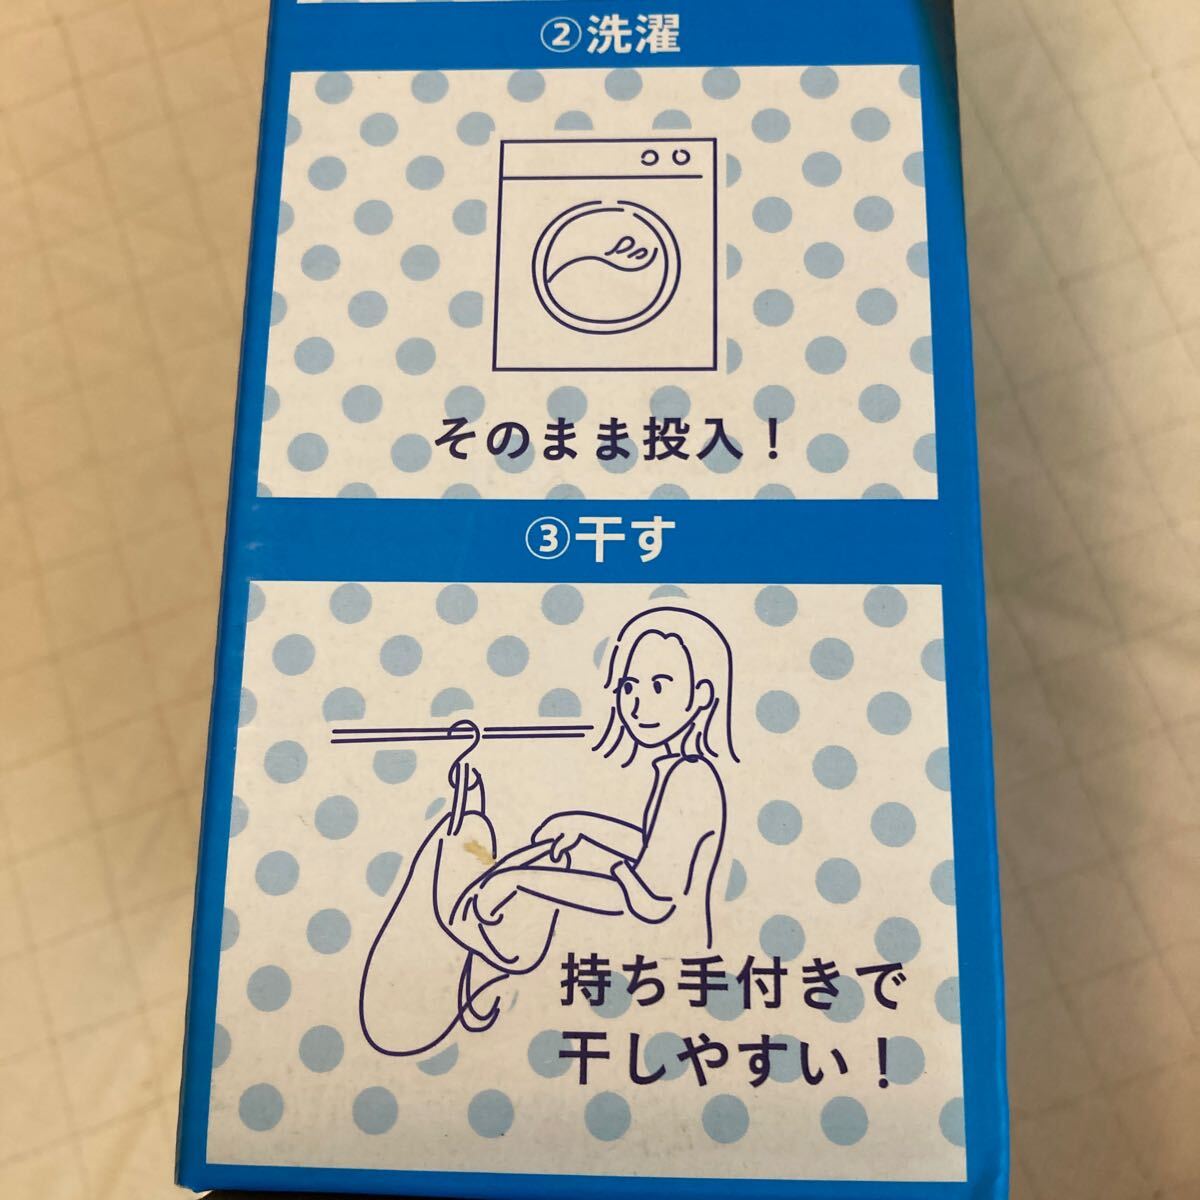 ②洗濯
そのまま投入！
③干す
持ち手付きで
干しやすい！